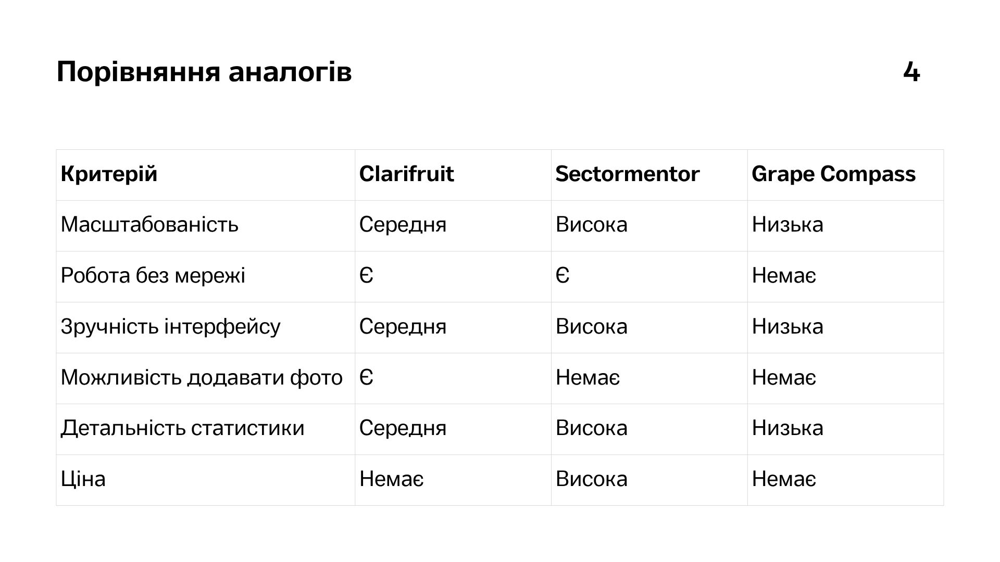 Порівняння аналогів 4
Критерій Clarifruit Sectormentor Grape Compass
Масштабованість Середня Висока Низька
Робота без мережі Є Є Немає
Зручність інтерфейсу Середня Висока Низька
Можливість додавати фото Є Немає Немає
Детальність статистики Середня Висока Низька
Ціна Немає Висока Немає